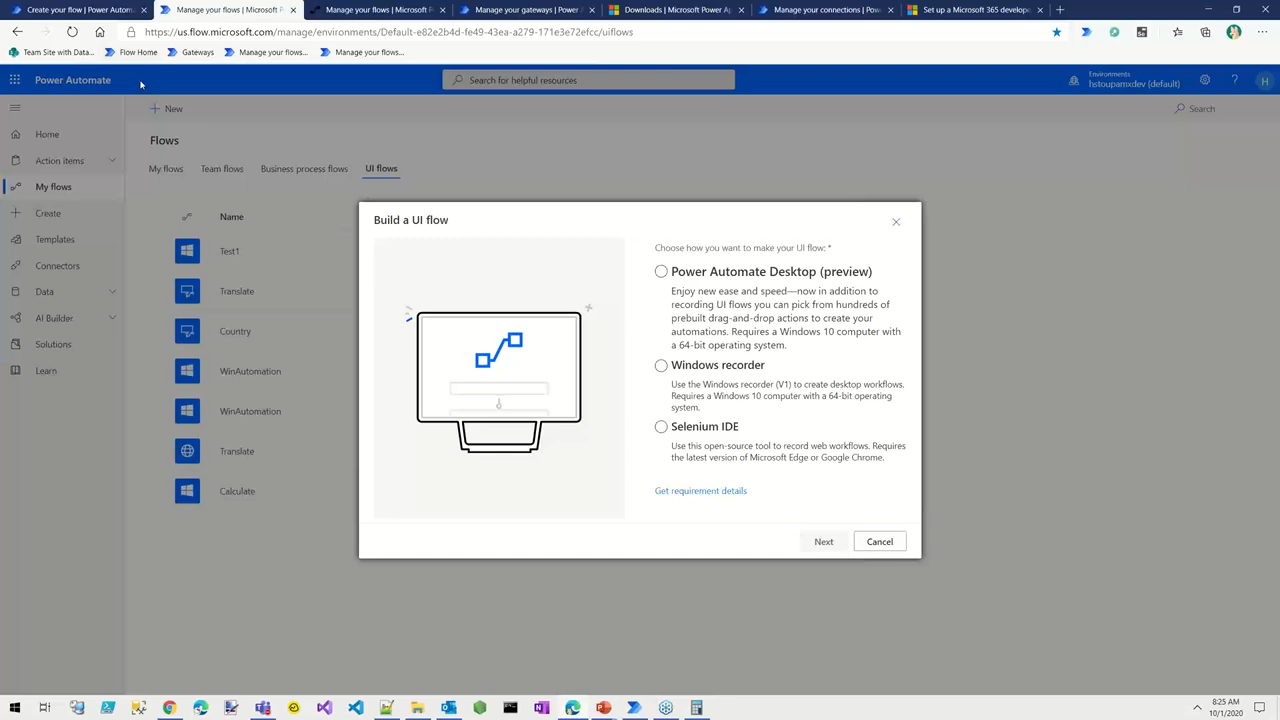 Create your flow | Power Autom
Manage your flows | Microsoft P
Manage your flows | Microsoft P
Manage your gateways | Power A
Downloads | Microsoft Power Ap
Manage your connections | Pow
Set up a Microsoft 365 develope
https://us.flow.microsoft.com/manage/environments/Default-e82e2b4d-fe49-43ea-a279-171e3e72efcc/uiflows
Team Site with Data...
Flow Home
Gateways
Manage your flows...
Manage your flows...
Power Automate
Search for helpful resources
Environments
hstoupamxdev (default)
?
H
New
Search
Home
Action items
My flows
Create
Templates
Connectors
Data
AI Builder
Solutions
Learn
Flows
My flows
Team flows
Business process flows
UI flows
Name
Test1
Translate
Country
WinAutomation
WinAutomation
Translate
Calculate
Build a UI flow
Choose how you want to make your UI flow: *
Power Automate Desktop (preview)
Enjoy new ease and speed—now in addition to
recording UI flows you can pick from hundreds of
prebuilt drag-and-drop actions to create your
automations. Requires a Windows 10 computer with
a 64-bit operating system.
Windows recorder
Use the Windows recorder (V1) to create desktop workflows.
Requires a Windows 10 computer with a 64-bit operating
system.
Selenium IDE
Use this open-source tool to record web workflows. Requires
the latest version of Microsoft Edge or Google Chrome.
Get requirement details
Next
Cancel
8:25 AM
10/1/2020